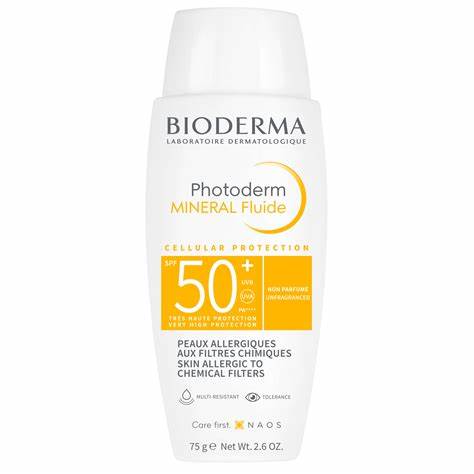 BIODERMA
LABORATOIRE DERMATOLOGIQUE
Photoderm
MINERAL Fluide
CELLULAR PROTECTION
SPF 50+ UVB
UVA
PA++++
NON PARFUMÉ
UNFRAGRANCED
TRÈS HAUTE PROTECTION
VERY HIGH PROTECTION
PEAUX ALLERGIQUES
AUX FILTRES CHIMIQUES
SKIN ALLERGIC TO
CHEMICAL FILTERS
MULTI-RESISTANT TOLERANCE
Care first. NAOS
75 g e Net Wt. 2.6 OZ.